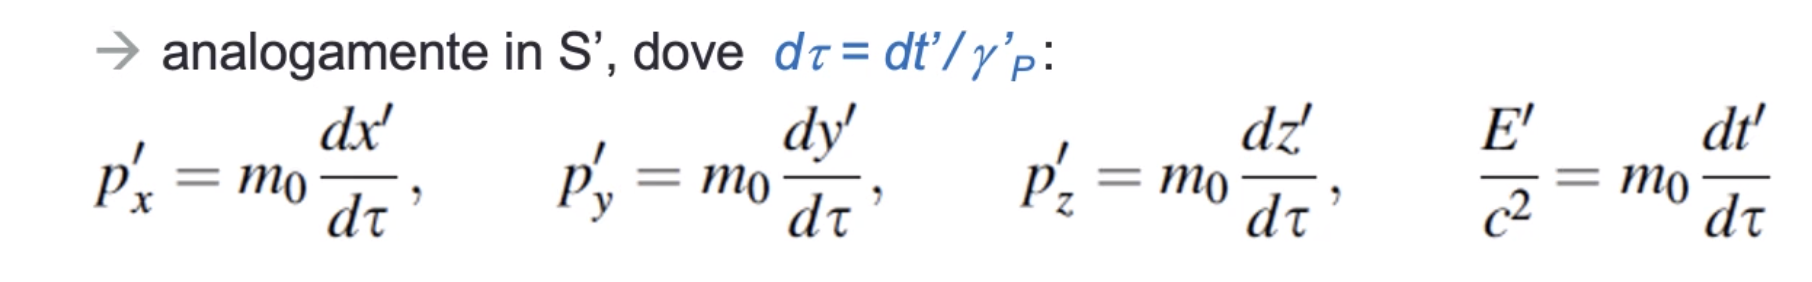 → analogamente in S’, dove dτ = dt’/γ’P:
p′x = m0 dx′/dτ, p′y = m0 dy′/dτ, p′z = m0 dz′/dτ, E′/c² = m0 dt′/dτ